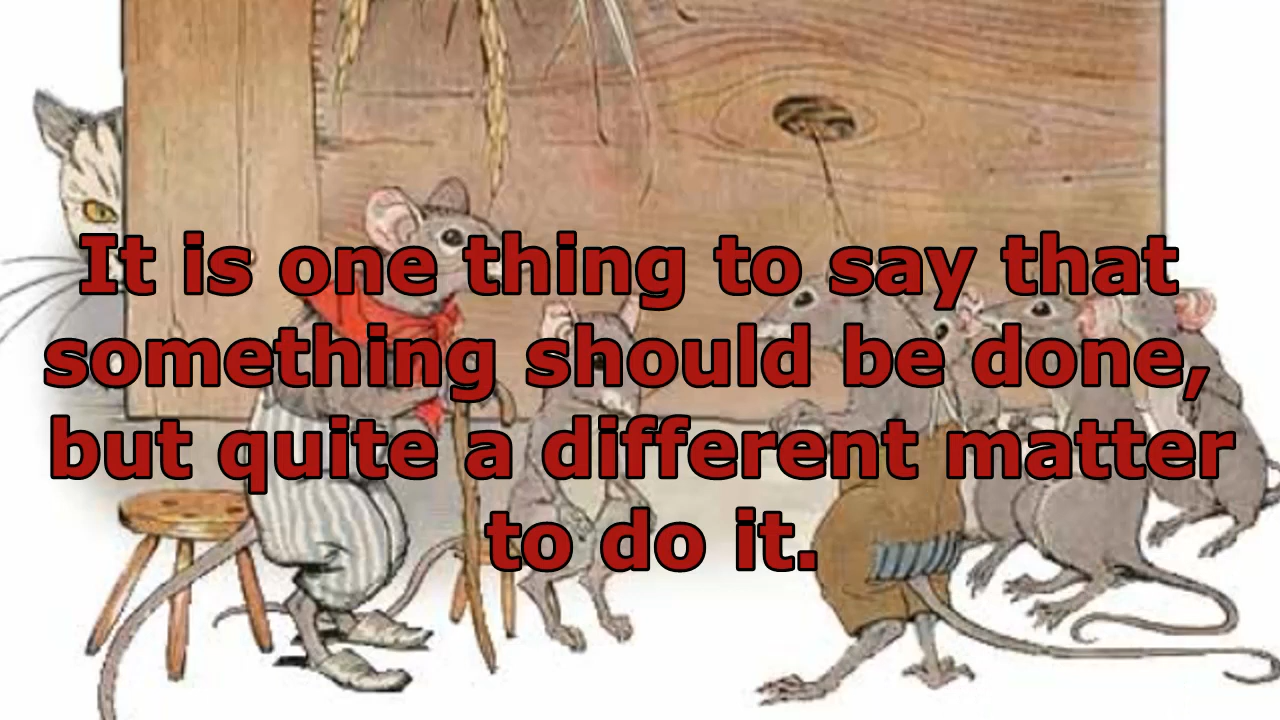 It is one thing to say that
something should be done,
but quite a different matter
to do it.